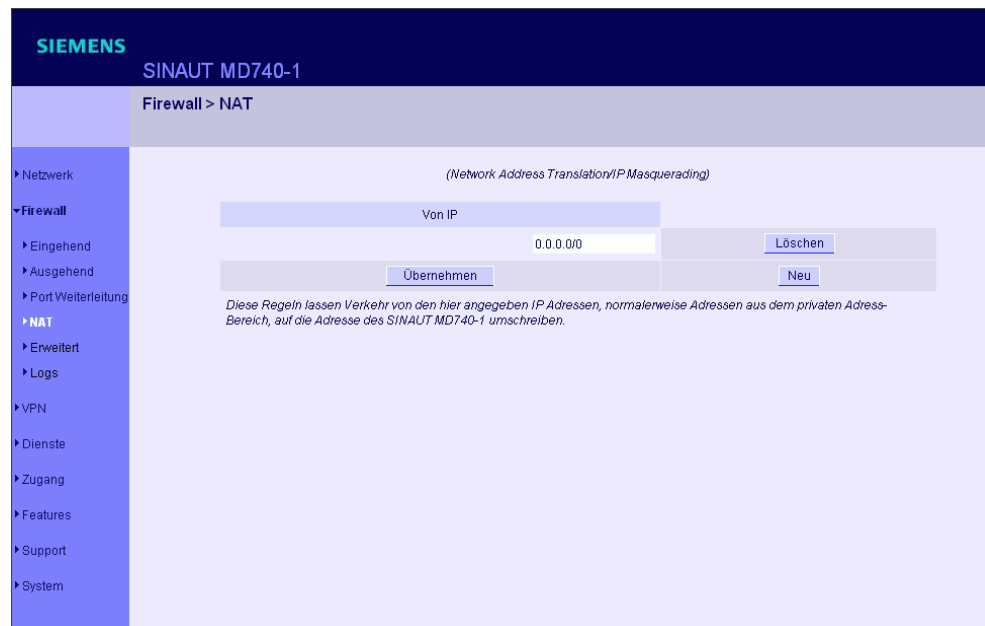 SIEMENS
SINAUT MD740-1
Firewall > NAT
Netzwerk
Firewall
Eingehend
Ausgehend
Port Weiterleitung
NAT
Erweitert
Logs
VPN
Dienste
Zugang
Features
Support
System
(Network Address Translation/IP Masquerading)
Von IP
0.0.0.0/0 Löschen
Übernehmen Neu
Diese Regeln lassen Verkehr von den hier angegeben IP Adressen, normalerweise Adressen aus dem privaten Adress-
Bereich, auf die Adresse des SINAUT MD740-1 umschreiben.